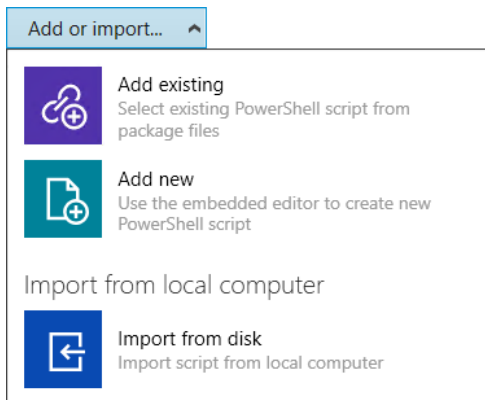 Add or import...
Add existing
Select existing PowerShell script from
package files
Add new
Use the embedded editor to create new
PowerShell script
Import from local computer
Import from disk
Import script from local computer